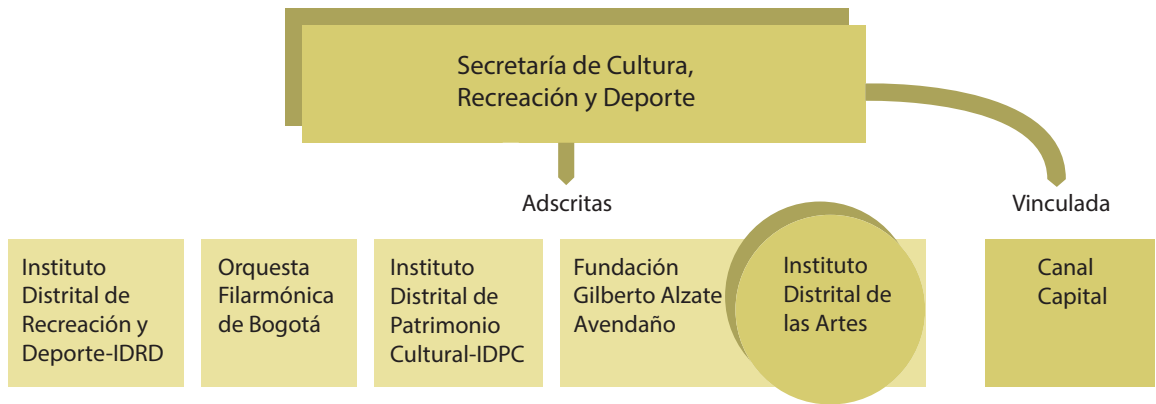 Secretaría de Cultura,
Recreación y Deporte
Adscritas
Vinculada
Instituto
Distrital de
Recreación y
Deporte-IDRD
Orquesta
Filarmónica
de Bogotá
Instituto
Distrital de
Patrimonio
Cultural-IDPC
Fundación
Gilberto Alzate
Avendaño
Instituto
Distrital de
las Artes
Canal
Capital